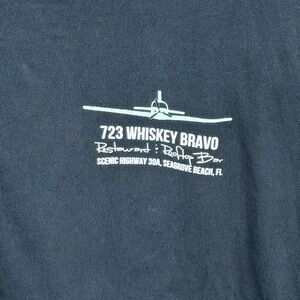 723 WHISKEY BRAVO
Restaurant : Rooftop Bar
SCENIC HIGHWAY 30A, SEAGROVE BEACH, FL